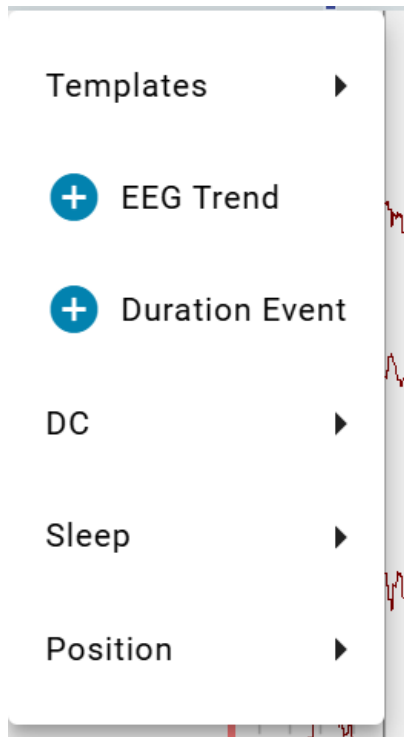 Templates
EEG Trend
Duration Event
DC
Sleep
Position